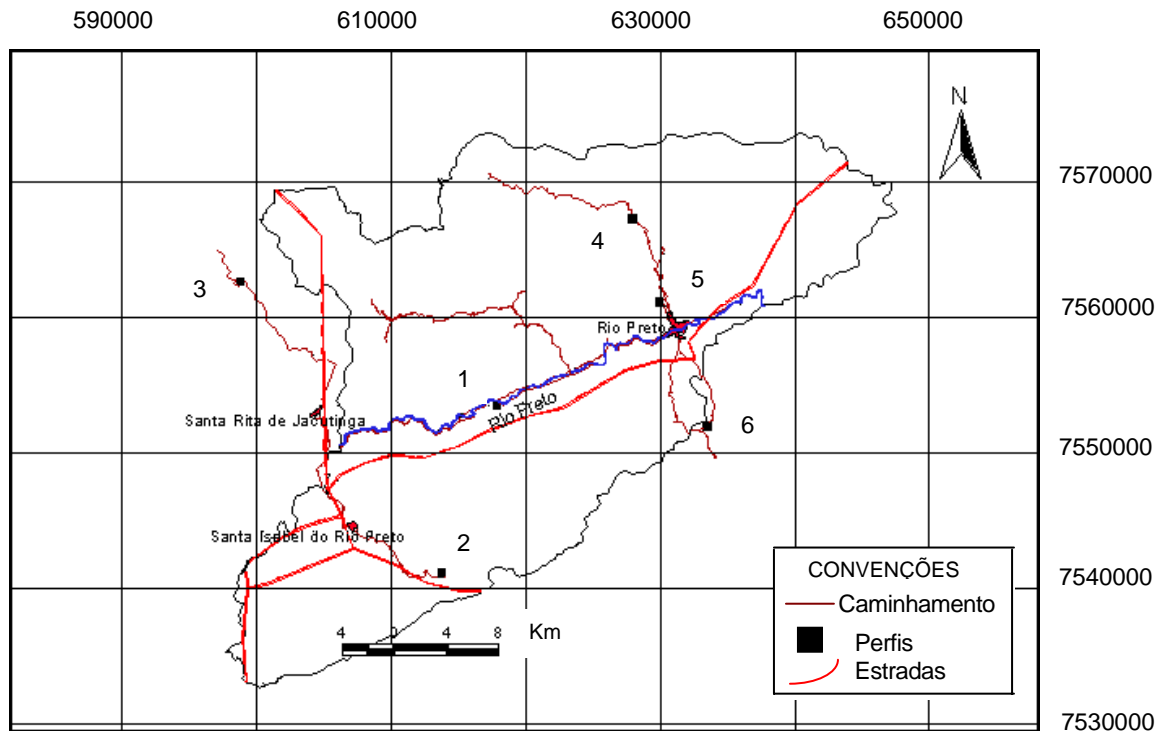 590000 610000 630000 650000
N
7570000
4
5
3
7560000
Rio Preto
1
Rio Preto
Santa Rita de Jacutinga
6
7550000
Santa Isabel do Rio Preto
2
CONVENÇÕES
Caminhamento
Perfis
Estradas
7540000
4 0 4 8 Km
7530000